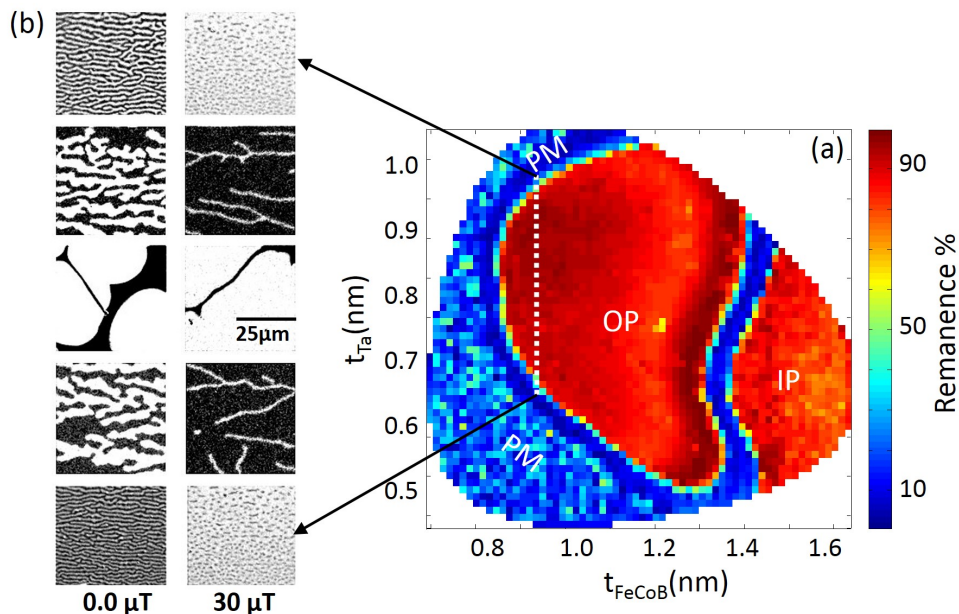 (b)
(a)
PM
OP
IP
PM
25µm
0.0 µT 30 µT
1.0
0.9
0.8
0.7
0.6
0.5
t_Ta(nm)
0.8 1.0 1.2 1.4 1.6
t_FeCoB(nm)
90
50
10
Remanence %